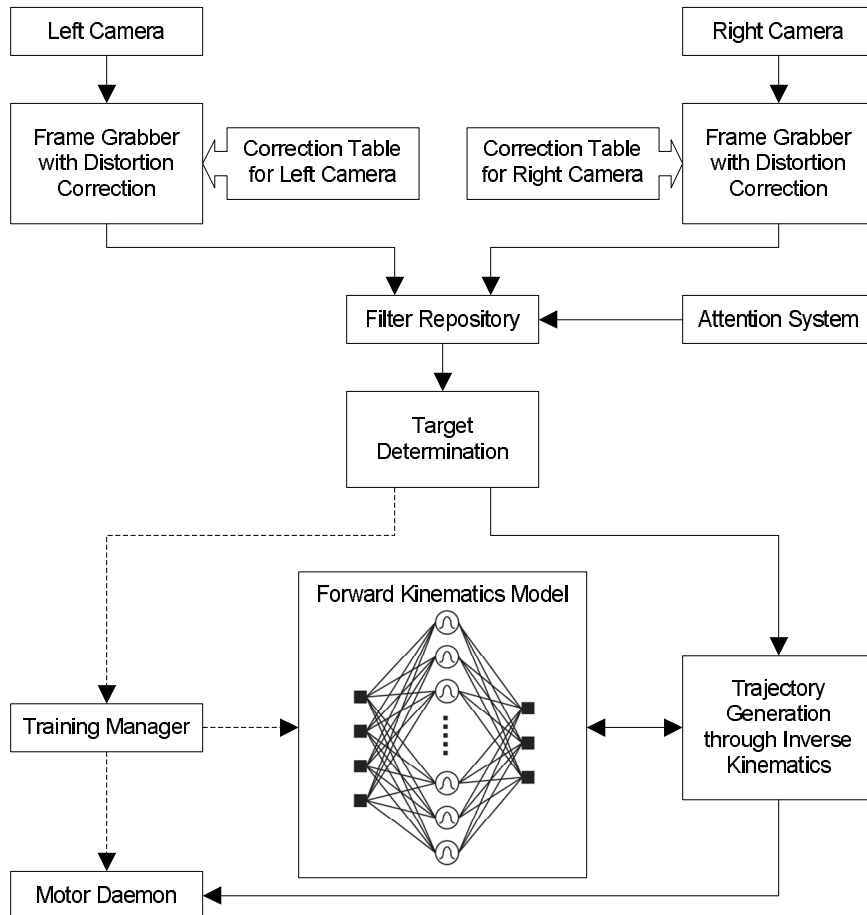 Left Camera
Right Camera
Frame Grabber
with Distortion
Correction
Correction Table
for Left Camera
Correction Table
for Right Camera
Frame Grabber
with Distortion
Correction
Filter Repository
Attention System
Target
Determination
Forward Kinematics Model
Training Manager
Trajectory
Generation
through Inverse
Kinematics
Motor Daemon